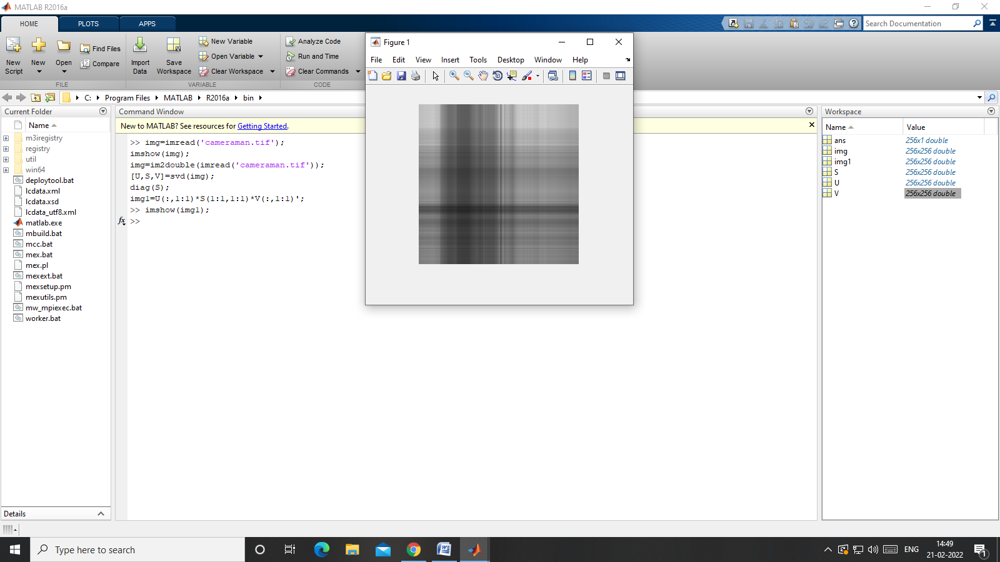 MATLAB R2016a
HOME PLOTS APPS
Search Documentation
New Script
New
Open
Find Files
Compare
FILE
Import Data
Save Workspace
New Variable
Open Variable
Clear Workspace
VARIABLE
Analyze Code
Run and Time
Clear Commands
CODE
C: Program Files MATLAB R2016a bin
Current Folder
Name
m3iregistry
registry
util
win64
deploytool.bat
lcdata.xml
lcdata.xsd
lcdata_utf8.xml
matlab.exe
mbuild.bat
mcc.bat
mex.bat
mex.pl
mexext.bat
mexsetup.pm
mexutils.pm
mw_mpiexec.bat
worker.bat
Details
Command Window
New to MATLAB? See resources for Getting Started.
>> img=imread('cameraman.tif');
imshow(img);
img=im2double(imread('cameraman.tif'));
[U,S,V]=svd(img);
diag(S);
img1=U(:,1:1)*S(1:1,1:1)*V(:,1:1)';
>> imshow(img1);
fx >>
Figure 1
File Edit View Insert Tools Desktop Window Help
Workspace
Name Value
ans 256x1 double
img 256x256 double
img1 256x256 double
S 256x256 double
U 256x256 double
V 256x256 double
Type here to search
ENG
14:49
21-02-2022
1